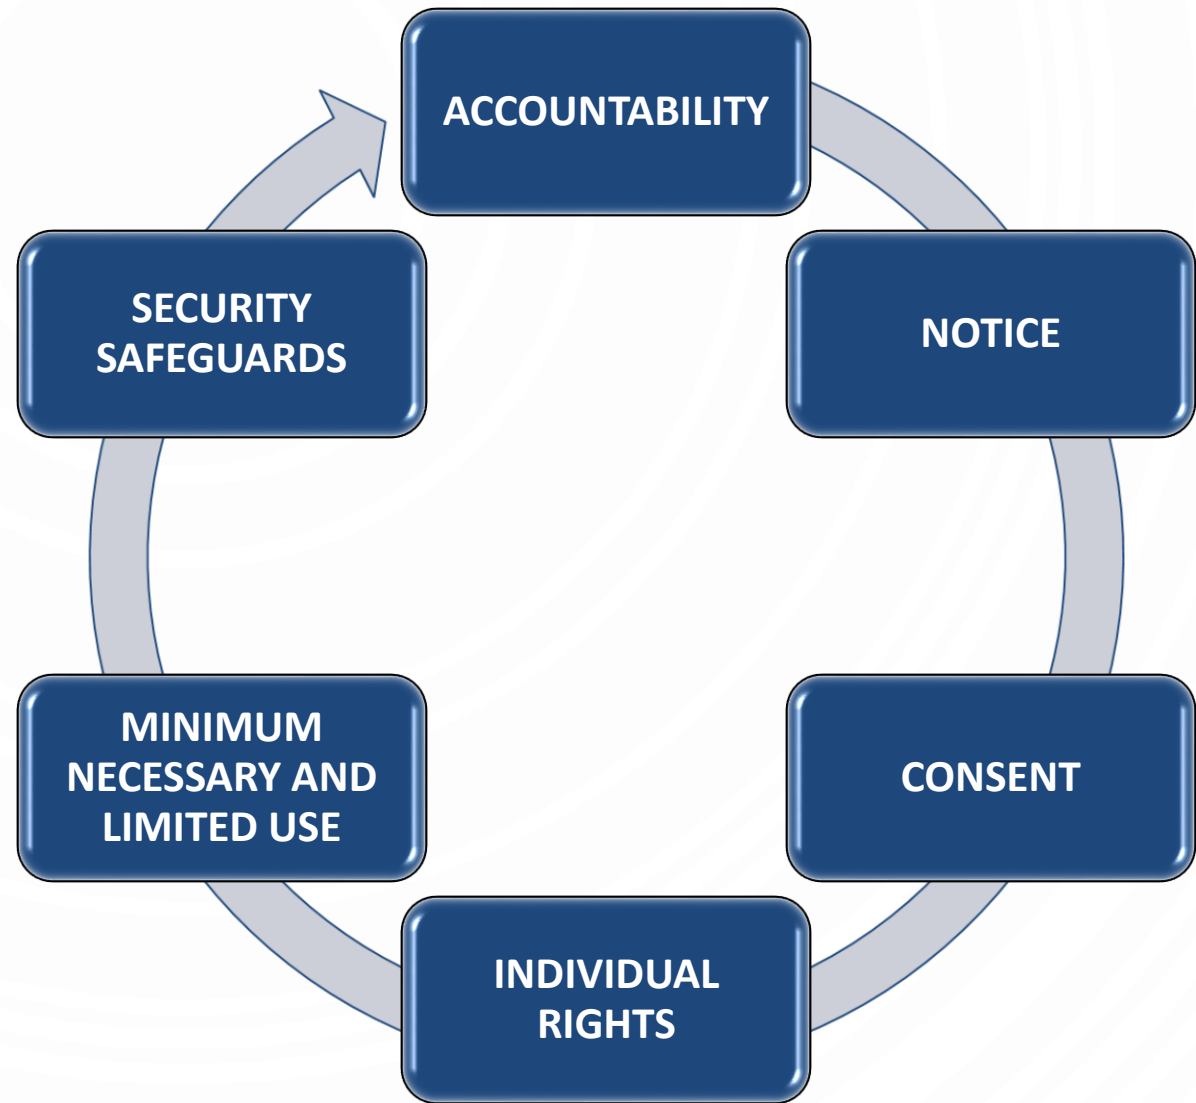 ACCOUNTABILITY
NOTICE
CONSENT
INDIVIDUAL
RIGHTS
MINIMUM
NECESSARY AND
LIMITED USE
SECURITY
SAFEGUARDS